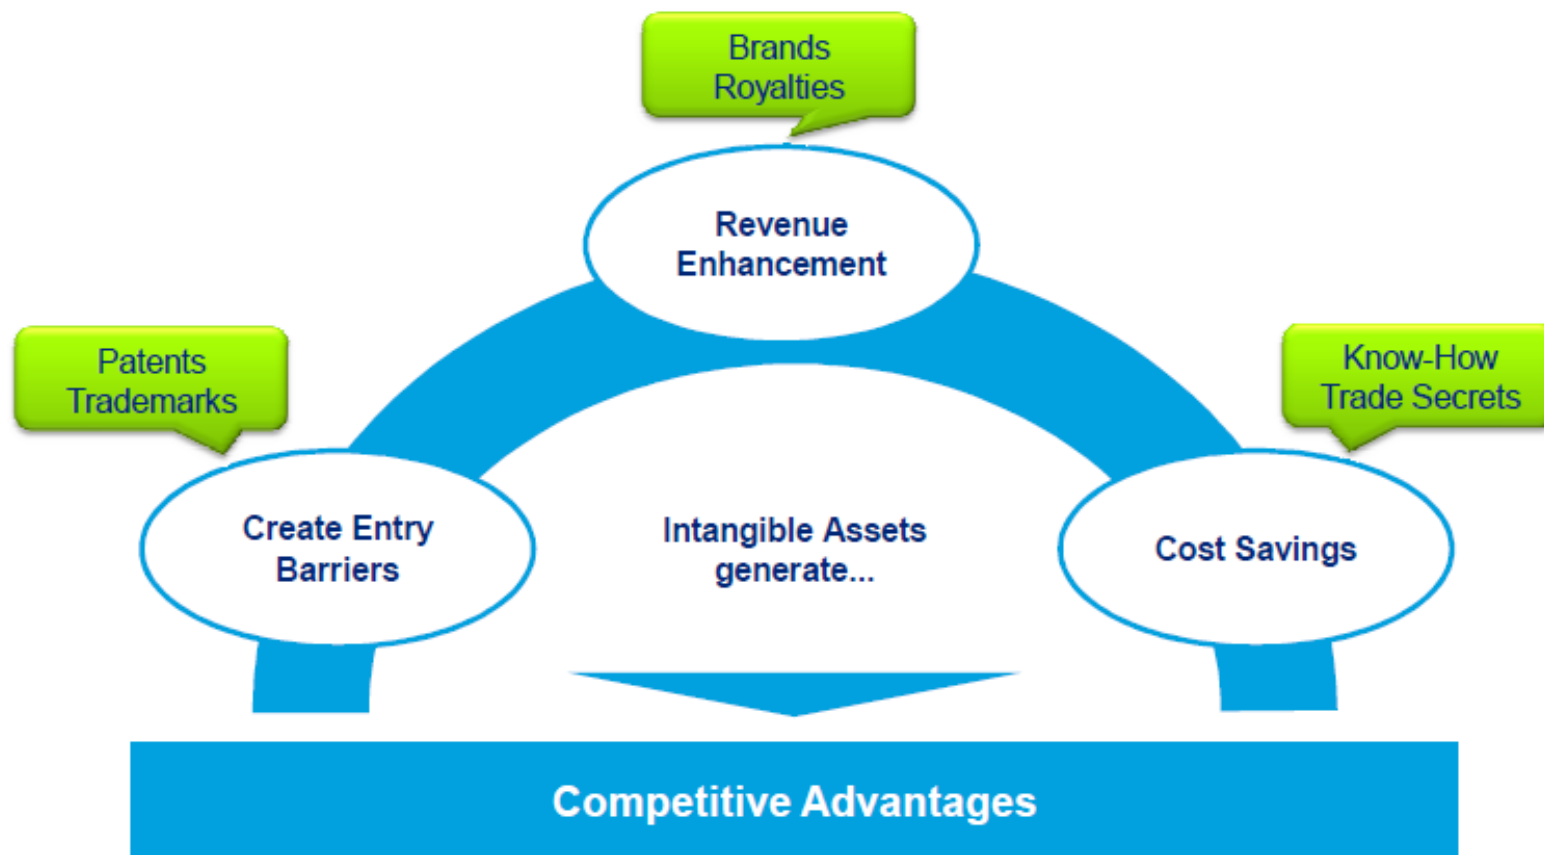 Brands
Royalties
Revenue
Enhancement
Patents
Trademarks
Know-How
Trade Secrets
Create Entry
Barriers
Intangible Assets
generate...
Cost Savings
Competitive Advantages